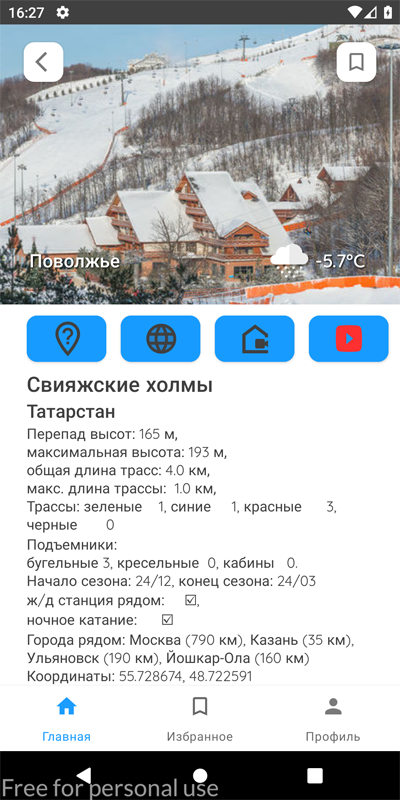 16:27
Поволжье
-5.7°C
Свияжские холмы
Татарстан
Перепад высот: 165 м,
максимальная высота: 193 м,
общая длина трасс: 4.0 км,
макс. длина трассы: 1.0 км,
Трассы: зеленые 1, синие 1, красные 3,
черные 0
Подъемники:
бугельные 3, кресельные 0, кабины 0.
Начало сезона: 24/12, конец сезона: 24/03
ж/д станция рядом: ☑,
ночное катание: ☑
Города рядом: Москва (790 км), Казань (35 км),
Ульяновск (190 км), Йошкар-Ола (160 км)
Координаты: 55.728674, 48.722591
Главная
Избранное
Профиль
Free for personal use